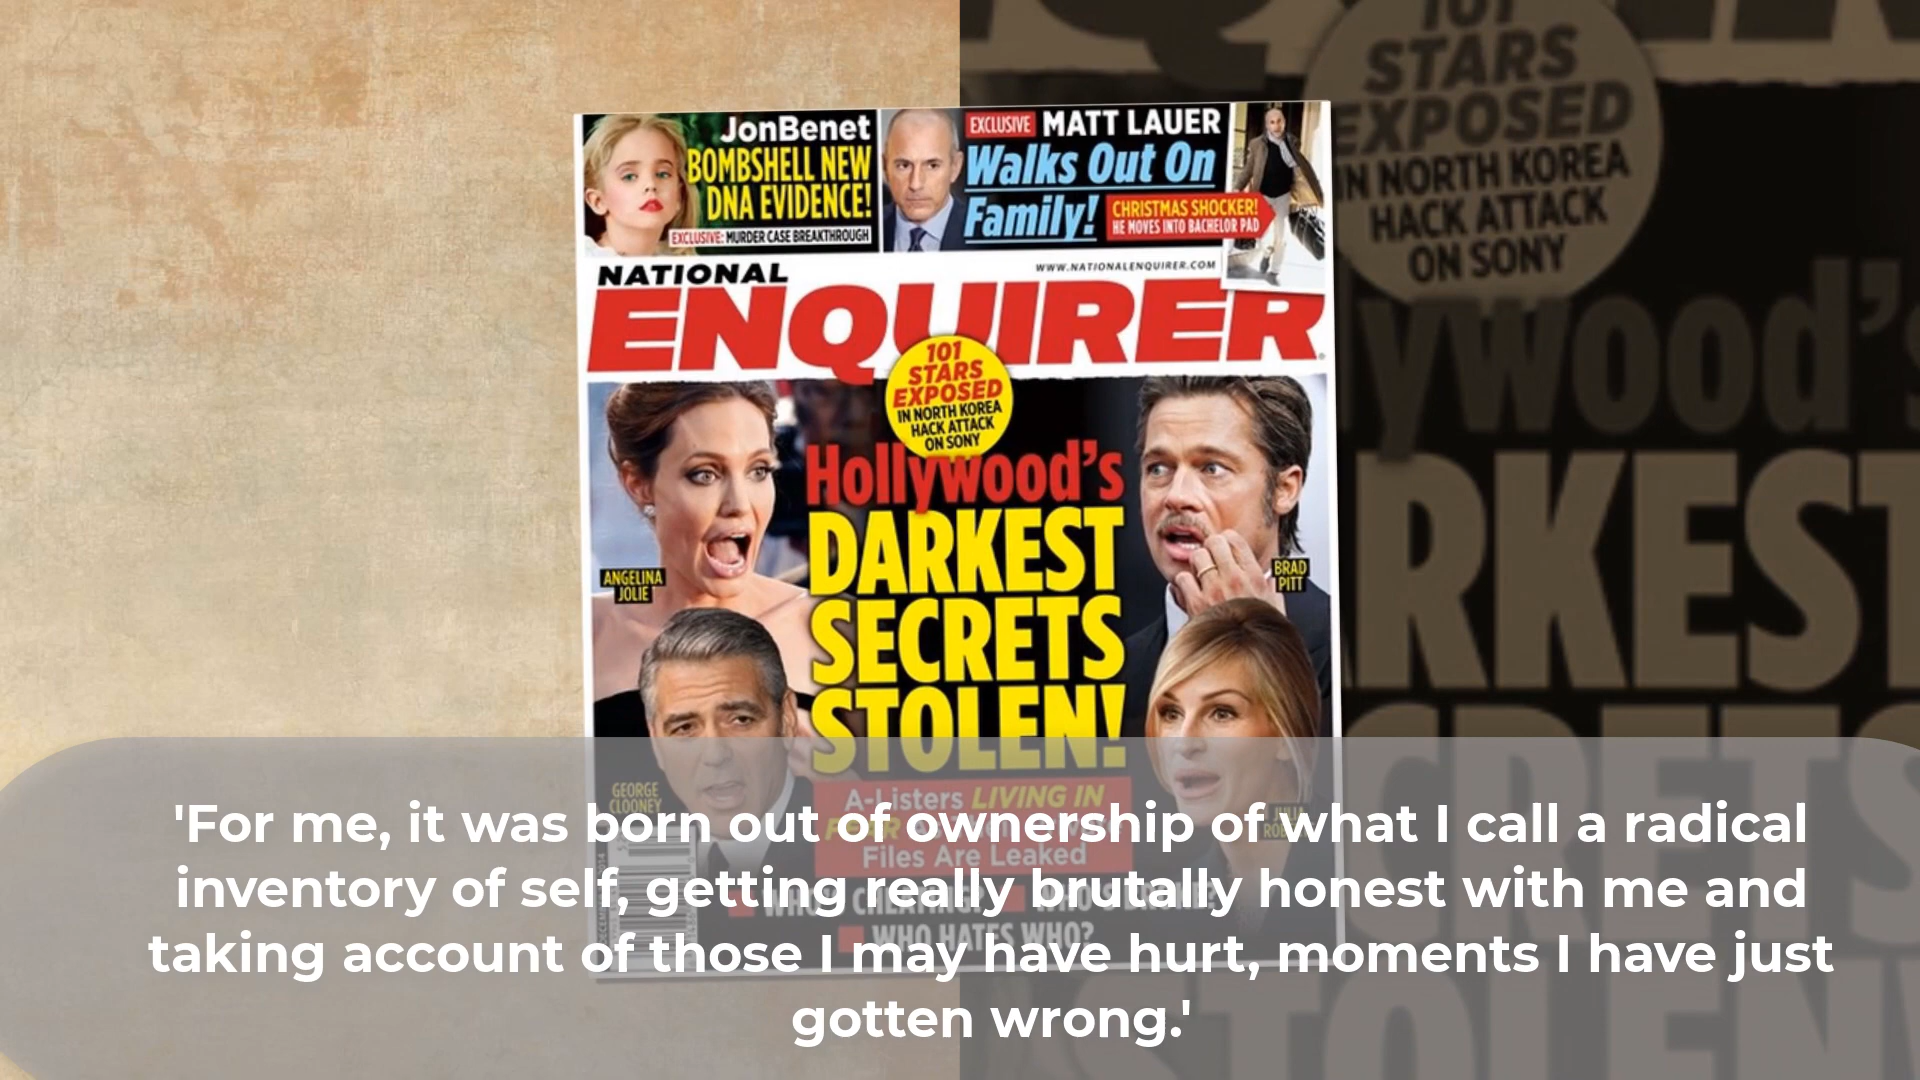 JonBenet
BOMBSHELL NEW
DNA EVIDENCE!
EXCLUSIVE: MURDER CASE BREAKTHROUGH
EXCLUSIVE MATT LAUER
Walks Out On
Family!
CHRISTMAS SHOCKER!
HE MOVES INTO BACHELOR PAD
NATIONAL
WWW.NATIONALENQUIRER.COM
ENQUIRER
101
STARS
EXPOSED
IN NORTH KOREA
HACK ATTACK
ON SONY
Hollywood's
DARKEST
SECRETS
STOLEN!
ANGELINA
JOLIE
BRAD
PITT
GEORGE
CLOONEY
A-Listers LIVING IN
Files Are Leaked
WHO'S CHEATING?
WHO HATES WHO?
101
STARS
EXPOSED
IN NORTH KOREA
HACK ATTACK
ON SONY
'For me, it was born out of ownership of what I call a radical
inventory of self, getting really brutally honest with me and
taking account of those I may have hurt, moments I have just
gotten wrong.'